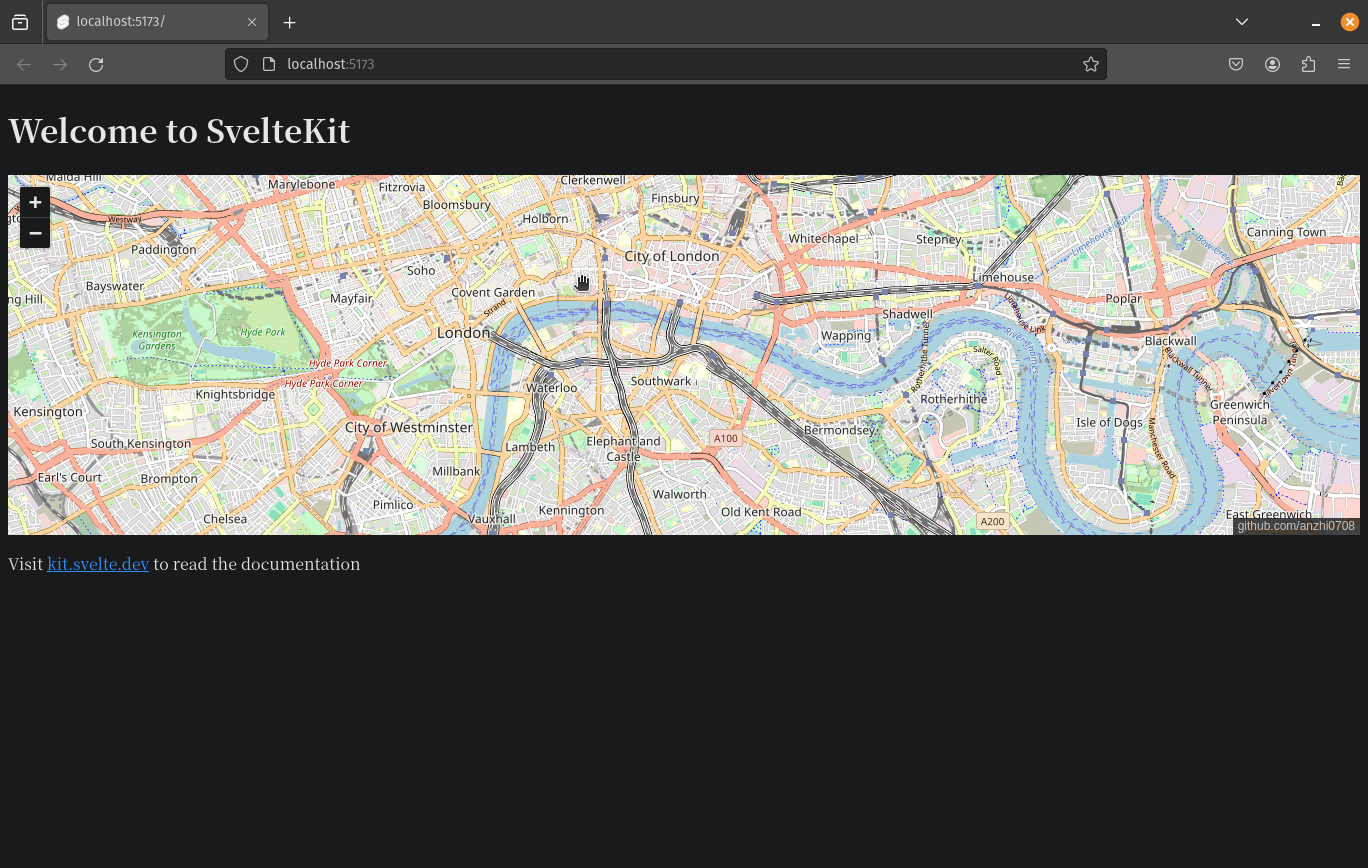 localhost:5173/
localhost:5173
Welcome to SvelteKit
+
−
Maida Hill
Marylebone
Fitzrovia
Bloomsbury
Clerkenwell
Finsbury
Westway
Holborn
Whitechapel
Stepney
Limehouse
Bow
Canning Town
Paddington
Soho
City of London
Limehouse
Bayswater
ng Hill
Mayfair
Covent Garden
Strand
Poplar
Limehouse Link
Shadwell
Kensington
Gardens
Hyde Park
London
Wapping
Rotherhithe Tunnel
Blackwall
Hyde Park Corner
Hyde Park Corner
Salter Road
Blackwall Tunnel
Knightsbridge
Waterloo
Southwark
Rotherhithe
Kensington
City of Westminster
A100
Bermondsey
Isle of Dogs
Greenwich
Peninsula
South Kensington
Lambeth
Elephant and
Castle
Manchester Road
Earl's Court
Brompton
Millbank
Walworth
Pimlico
Kennington
Old Kent Road
Chelsea
Vauxhall
A200
East Greenwich
github.com/anzhi0708
Visit kit.svelte.dev to read the documentation